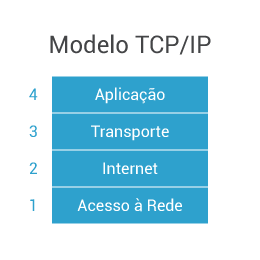 Modelo TCP/IP
4 Aplicação
3 Transporte
2 Internet
1 Acesso à Rede